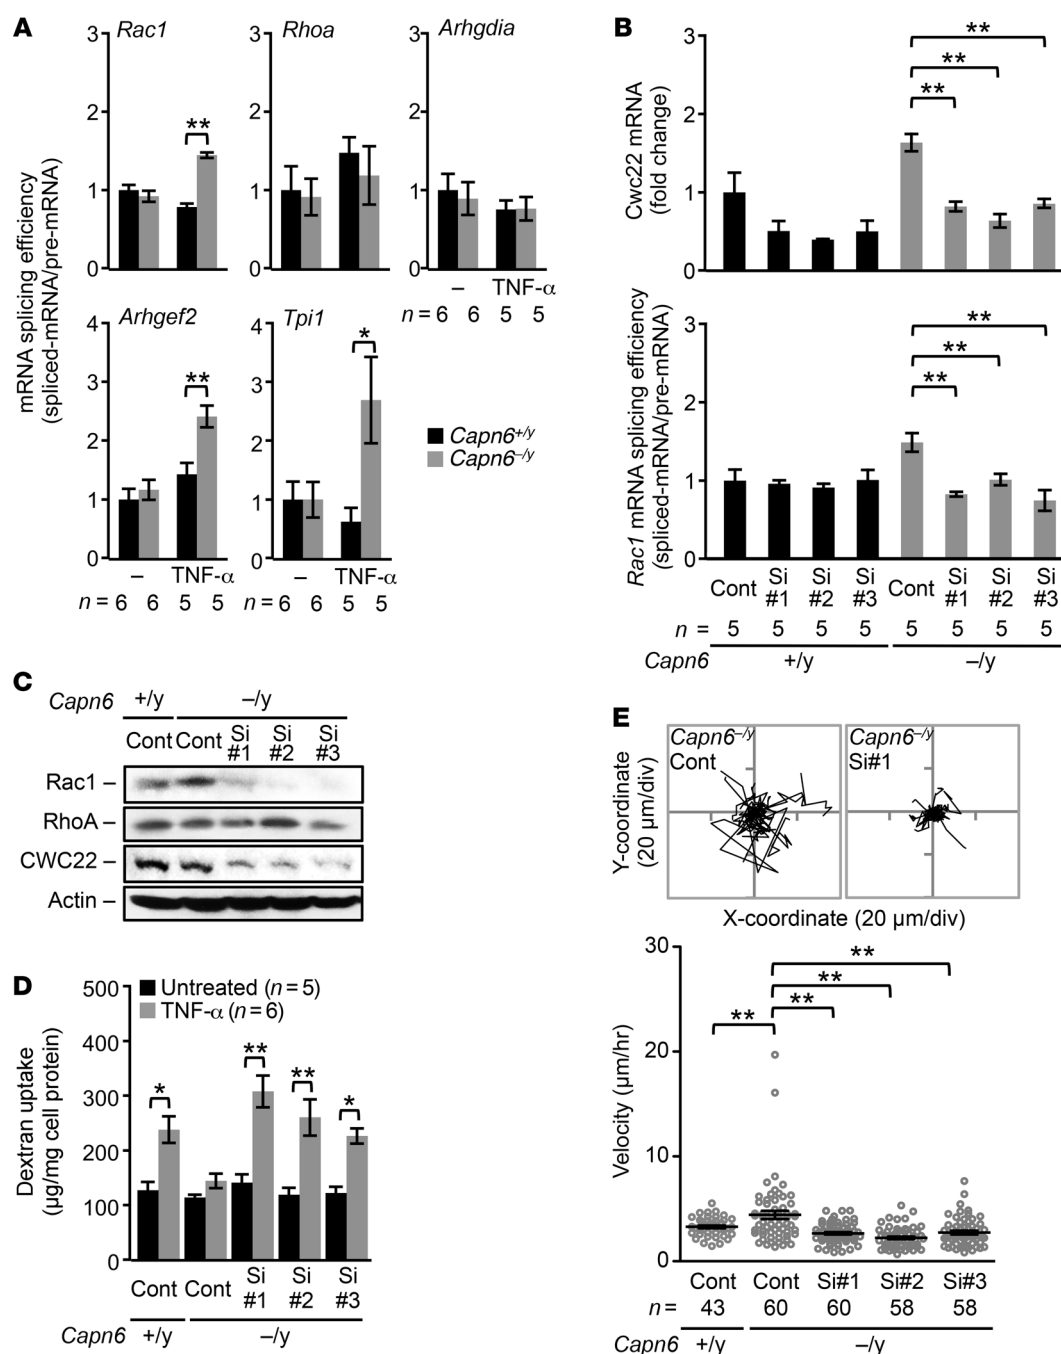 A
Rac1
Rhoa
Arhgdia
mRNA splicing efficiency
(spliced-mRNA/pre-mRNA)
3
2
1
0
3
2
1
0
3
2
1
0
– TNF-α
n = 6 6 5 5
Arhgef2
Tpi1
4
3
2
1
0
4
3
2
1
0
**
**
*
Capn6+/y
Capn6–/y
– TNF-α
– TNF-α
n = 6 6 5 5
n = 6 6 5 5
B
Cwc22 mRNA
(fold change)
3
2
1
0
**
**
**
Rac1 mRNA splicing efficiency
(spliced-mRNA/pre-mRNA)
3
2
1
0
**
**
**
Cont Si #1 Si #2 Si #3 Cont Si #1 Si #2 Si #3
n = 5 5 5 5 5 5 5 5
Capn6 +/y –/y
C
Capn6 +/y –/y
Cont Cont Si #1 Si #2 Si #3
Rac1 –
RhoA –
CWC22 –
Actin –
D
Untreated (n = 5)
TNF-α (n = 6)
Dextran uptake
(μg/mg cell protein)
500
400
300
200
100
0
*
**
**
*
Cont Cont Si #1 Si #2 Si #3
Capn6 +/y –/y
E
Capn6–/y
Cont
Capn6–/y
Si#1
Y-coordinate
(20 μm/div)
X-coordinate (20 μm/div)
Velocity (μm/hr)
30
20
10
0
**
**
**
**
Cont Cont Si#1 Si#2 Si#3
n = 43 60 60 58 58
Capn6 +/y –/y